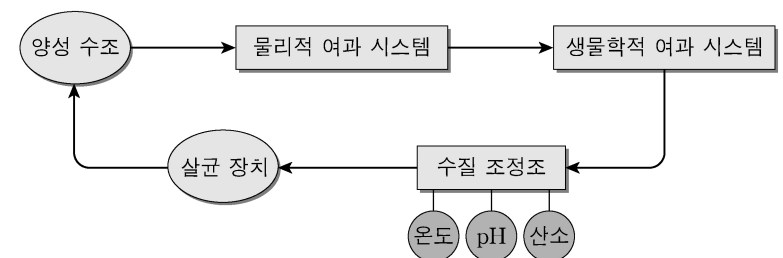 양성 수조
물리적 여과 시스템
생물학적 여과 시스템
살균 장치
수질 조정조
온도
pH
산소